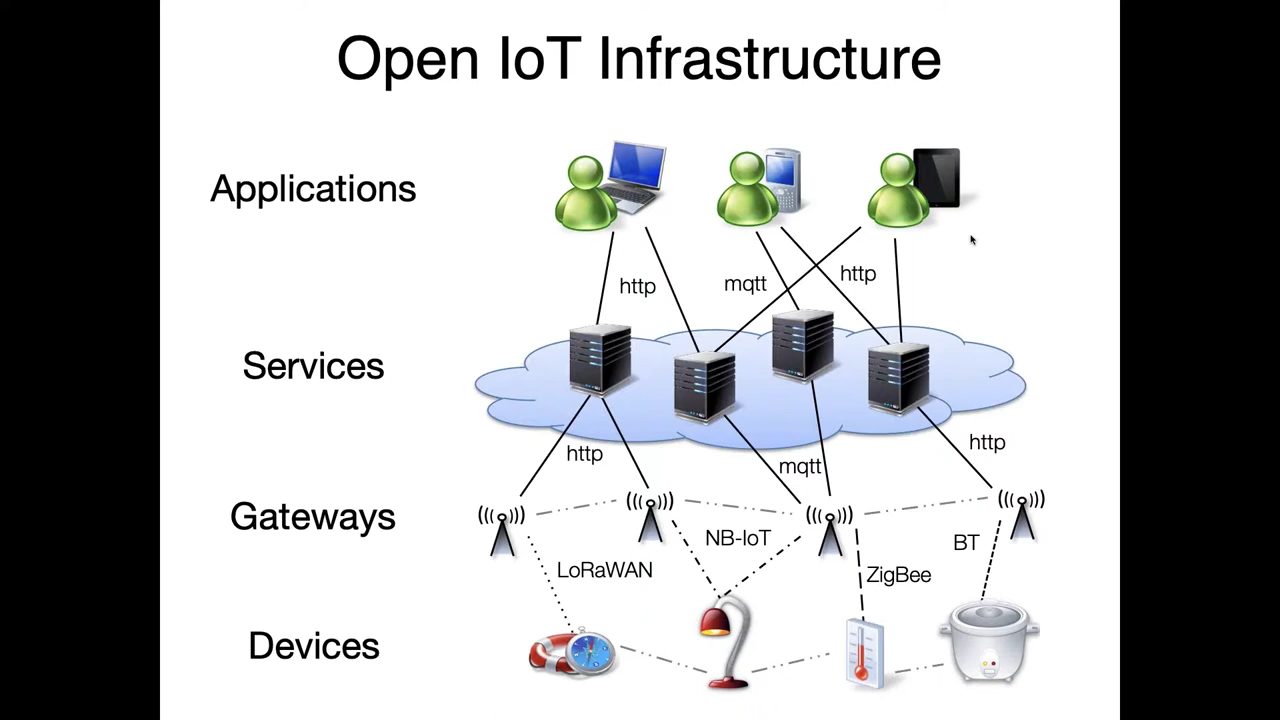 Open IoT Infrastructure
Applications
http
mqtt
http
Services
http
mqtt
http
Gateways
NB-IoT
BT
LoRaWAN
ZigBee
Devices